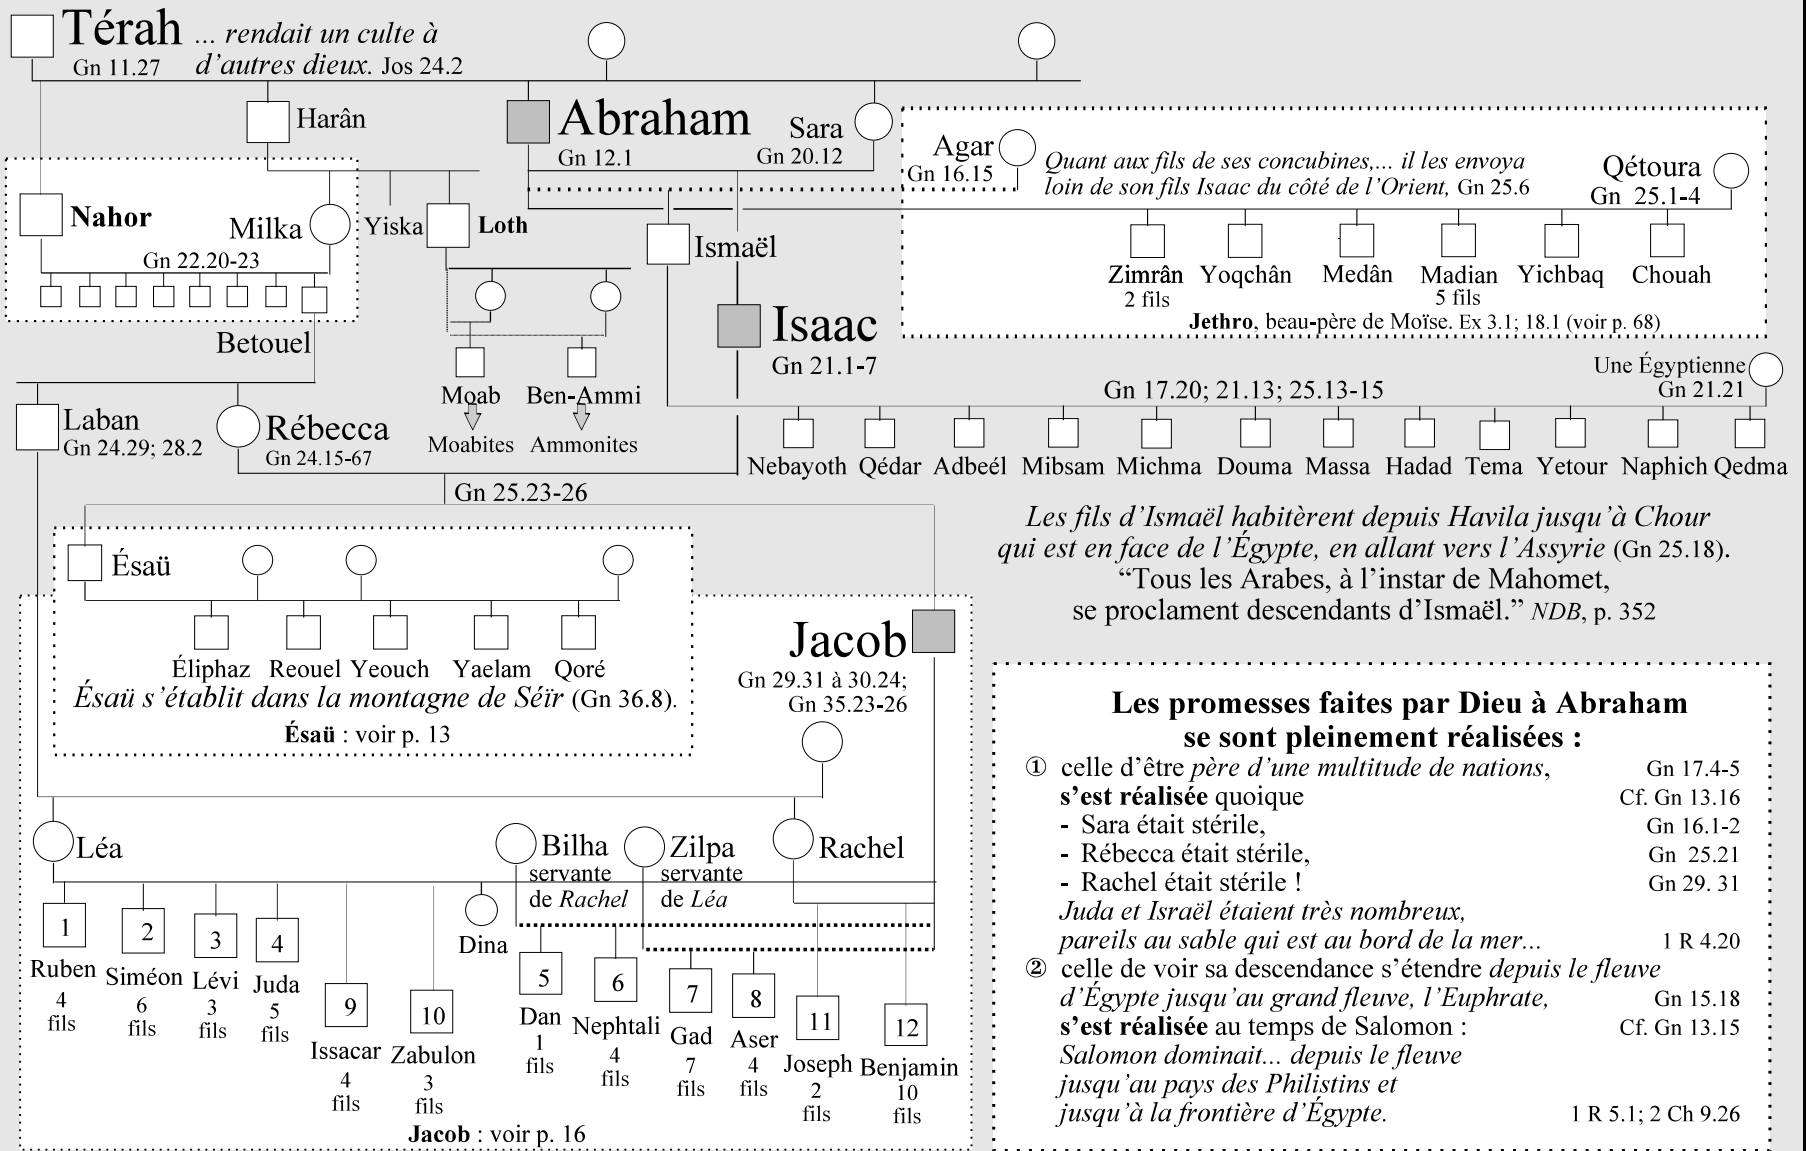 Térah ... rendait un culte à
Gn 11.27 d'autres dieux. Jos 24.2
Harân
Abraham
Gn 12.1
Sara
Gn 20.12
Agar
Gn 16.15
Quant aux fils de ses concubines,... il les envoya
loin de son fils Isaac du côté de l'Orient, Gn 25.6
Qétoura
Gn 25.1-4
Nahor
Milka
Gn 22.20-23
Yiska
Loth
Ismaël
Zimrân Yoqchân Medân Madian Yichbaq Chouah
2 fils 5 fils
Jethro, beau-père de Moïse. Ex 3.1; 18.1 (voir p. 68)
Isaac
Gn 21.1-7
Betouel
Moab Ben-Ammi
Moabites Ammonites
Une Égyptienne
Gn 21.21
Gn 17.20; 21.13; 25.13-15
Laban
Gn 24.29; 28.2
Rébecca
Gn 24.15-67
Nebayoth Qédar Adbeél Mibsam Michma Douma Massa Hadad Tema Yetour Naphich Qedma
Gn 25.23-26
Les fils d'Ismaël habitèrent depuis Havila jusqu'à Chour
qui est en face de l'Égypte, en allant vers l'Assyrie (Gn 25.18).
“Tous les Arabes, à l'instar de Mahomet,
se proclament descendants d'Ismaël.” NDB, p. 352
Ésaü
Éliphaz Reouel Yeouch Yaelam Qoré
Ésaü s'établit dans la montagne de Séïr (Gn 36.8).
Ésaü : voir p. 13
Jacob
Gn 29.31 à 30.24;
Gn 35.23-26
Léa
Bilha
servante
de Rachel
Zilpa
servante
de Léa
Rachel
1
Ruben
4
fils
2
Siméon
6
fils
3
Lévi
3
fils
4
Juda
5
fils
9
Issacar
4
fils
10
Zabulon
3
fils
Dina
5
Dan
1
fils
6
Nephtali
4
fils
7
Gad
7
fils
8
Aser
4
fils
11
Joseph
2
fils
12
Benjamin
10
fils
Jacob : voir p. 16
Les promesses faites par Dieu à Abraham
se sont pleinement réalisées :
① celle d'être père d'une multitude de nations, Gn 17.4-5
s'est réalisée quoique Cf. Gn 13.16
- Sara était stérile, Gn 16.1-2
- Rébecca était stérile, Gn 25.21
- Rachel était stérile ! Gn 29. 31
Juda et Israël étaient très nombreux,
pareils au sable qui est au bord de la mer... 1 R 4.20
② celle de voir sa descendance s'étendre depuis le fleuve
d'Égypte jusqu'au grand fleuve, l'Euphrate, Gn 15.18
s'est réalisée au temps de Salomon : Cf. Gn 13.15
Salomon dominait... depuis le fleuve
jusqu'au pays des Philistins et
jusqu'à la frontière d'Égypte. 1 R 5.1; 2 Ch 9.26